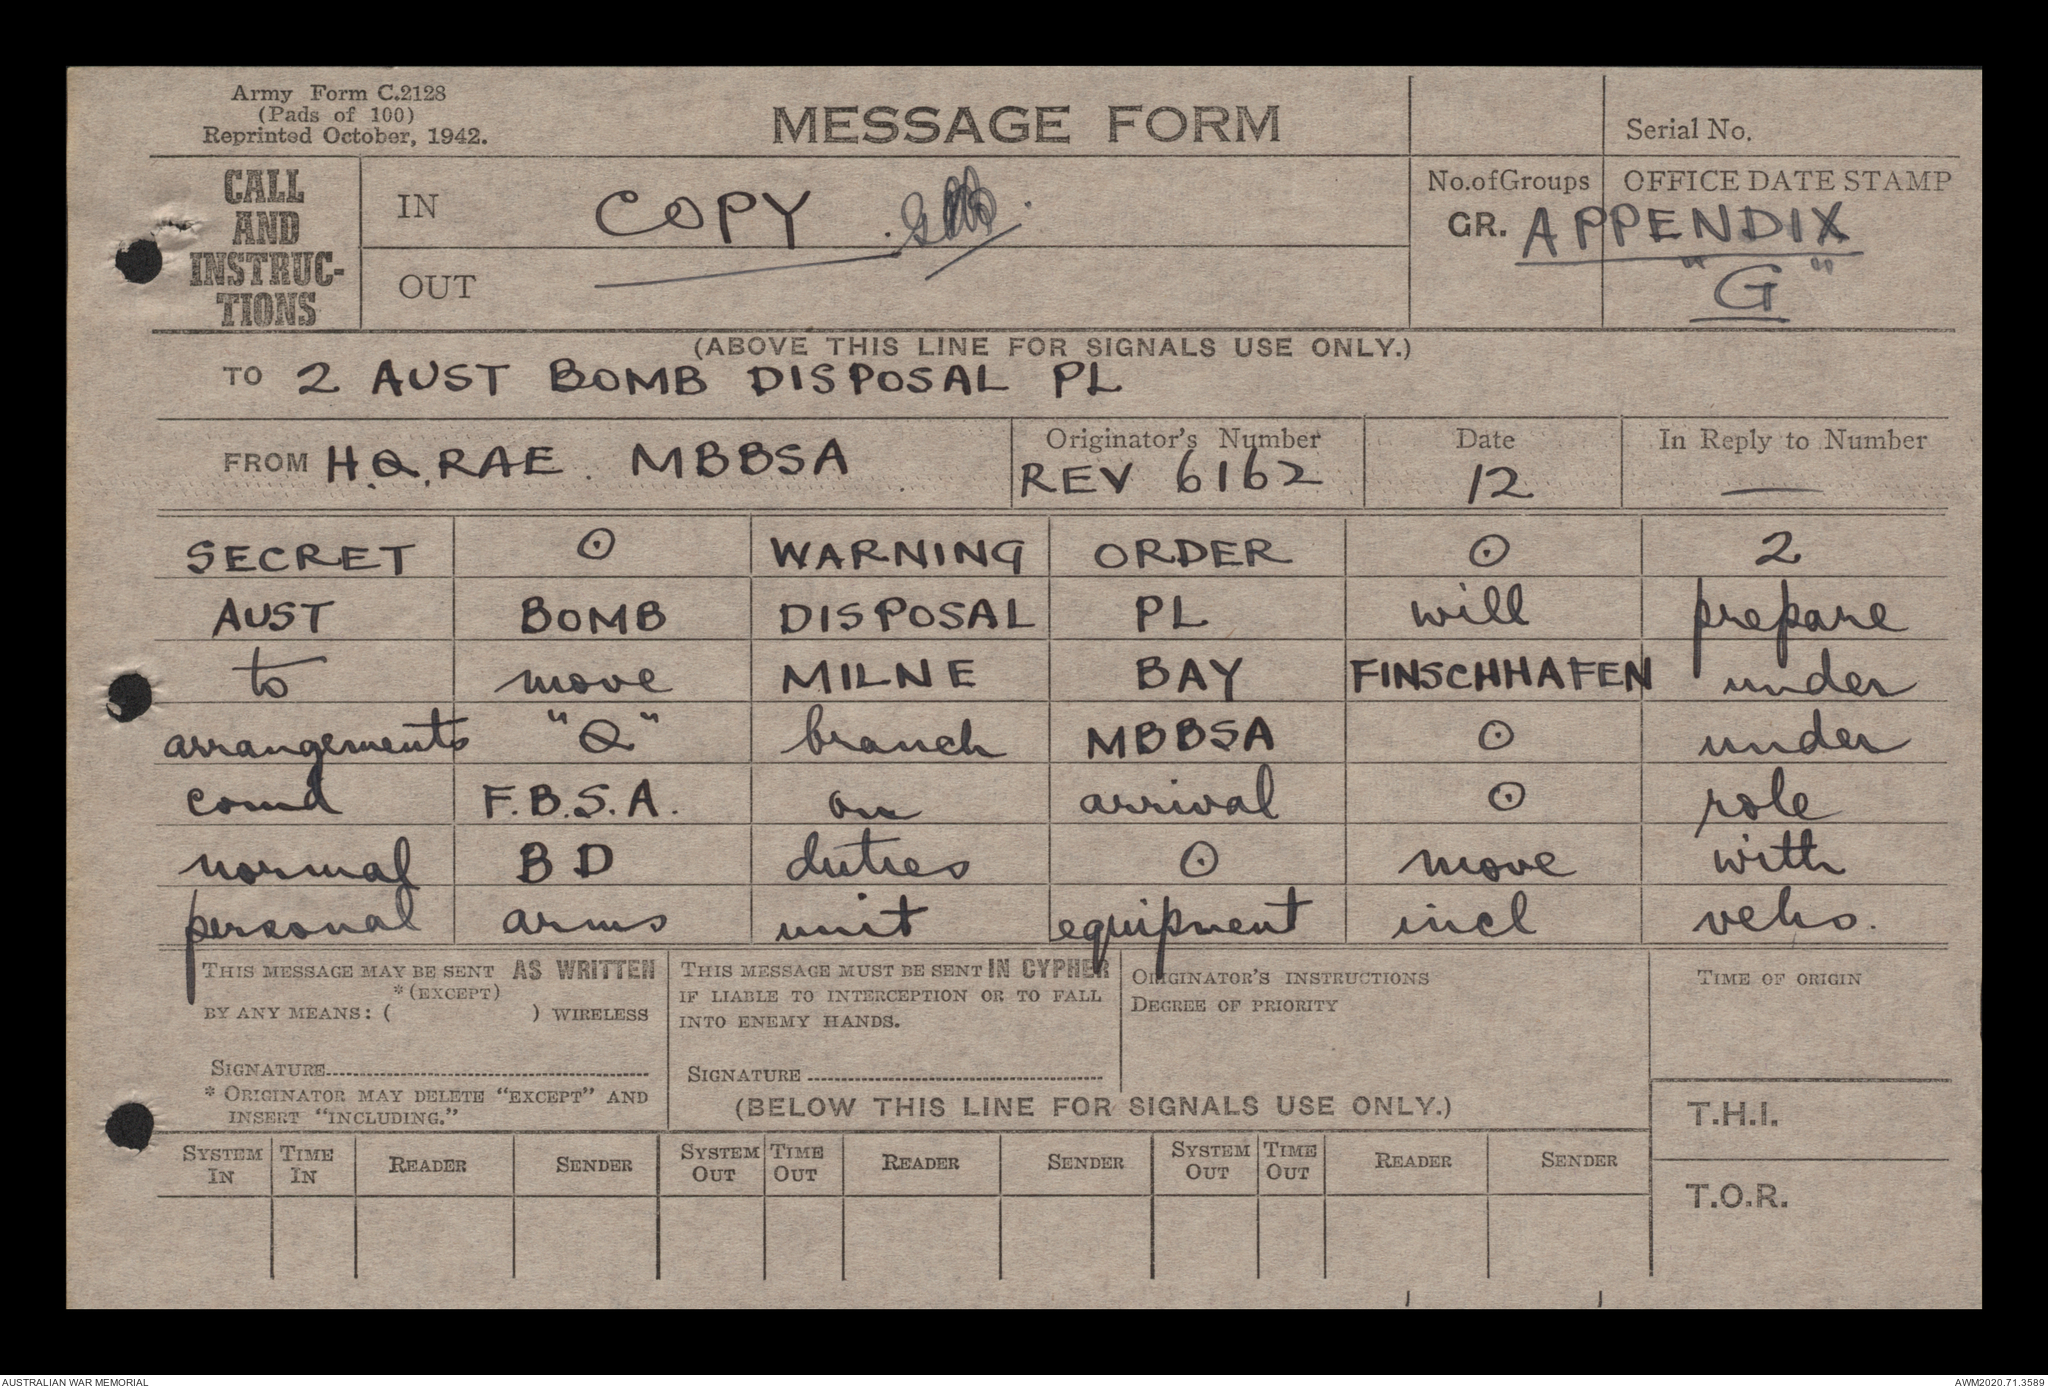 Army Form C.2128
(Pads of 100)
Reprinted October, 1942.
MESSAGE FORM
Serial No.
CALL AND INSTRUC-TIONS
IN COPY
OUT
No. of Groups
GR.
OFFICE DATE STAMP
APPENDIX
"G"
(ABOVE THIS LINE FOR SIGNALS USE ONLY.)
TO 2 AUST BOMB DISPOSAL PL
FROM H.Q. RAE. MBBSA
Originator's Number
REV 6162
Date
12
In Reply to Number
—
SECRET ⊙ WARNING ORDER ⊙ 2
AUST BOMB DISPOSAL PL will prepare
to move MILNE BAY FINSCHHAFEN under
arrangements "Q" branch MBBSA ⊙ under
comd F.B.S.A. on arrival ⊙ role
normal BD duties ⊙ move with
personal arms unit equipment incl vehs.
THIS MESSAGE MAY BE SENT AS WRITTEN
*(EXCEPT)
BY ANY MEANS: ( ) WIRELESS
SIGNATURE
* ORIGINATOR MAY DELETE "EXCEPT" AND
INSERT "INCLUDING."
THIS MESSAGE MUST BE SENT IN CYPHER
IF LIABLE TO INTERCEPTION OR TO FALL
INTO ENEMY HANDS.
SIGNATURE
ORIGINATOR'S INSTRUCTIONS
DEGREE OF PRIORITY
TIME OF ORIGIN
(BELOW THIS LINE FOR SIGNALS USE ONLY.)
T.H.I.
T.O.R.
SYSTEM IN TIME IN READER SENDER SYSTEM OUT TIME OUT READER SENDER SYSTEM OUT TIME OUT READER SENDER
AUSTRALIAN WAR MEMORIAL
AWM2020.71.3589